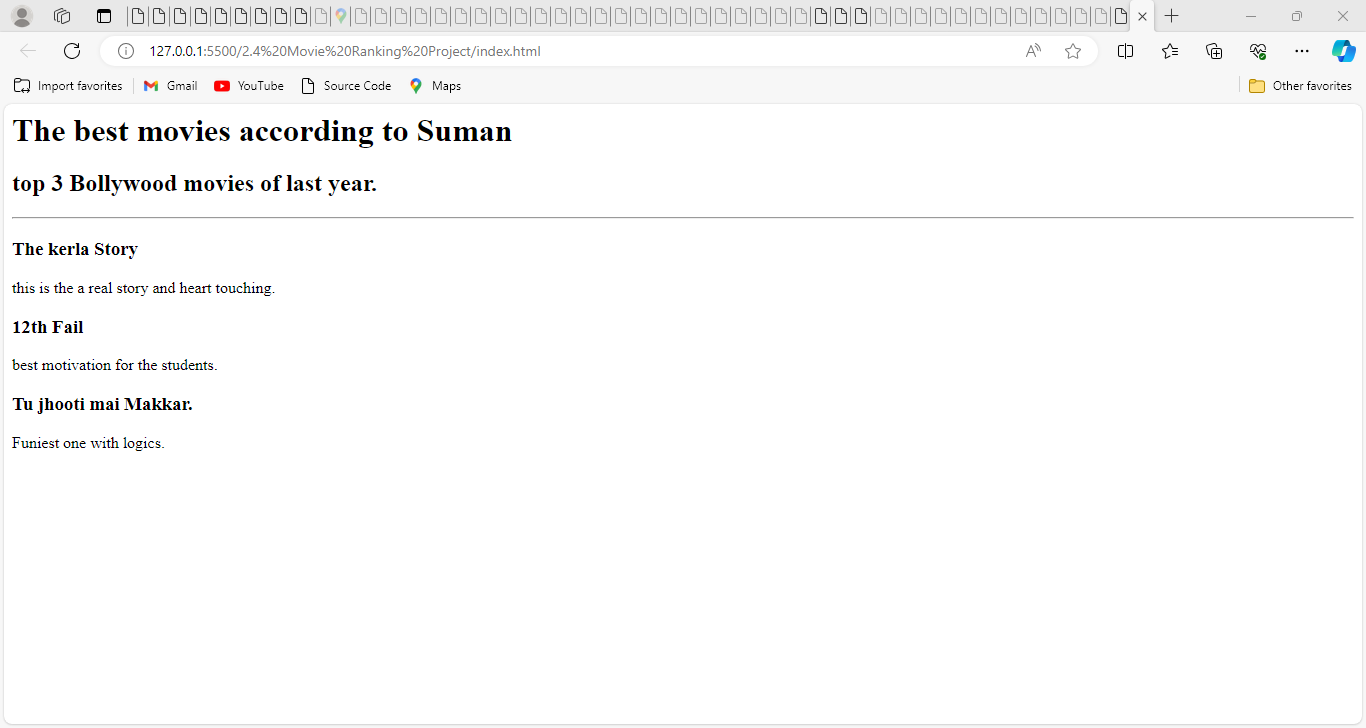 127.0.0.1:5500/2.4%20Movie%20Ranking%20Project/index.html
Import favorites Gmail YouTube Source Code Maps Other favorites
The best movies according to Suman
top 3 Bollywood movies of last year.
The kerla Story
this is the a real story and heart touching.
12th Fail
best motivation for the students.
Tu jhooti mai Makkar.
Funiest one with logics.